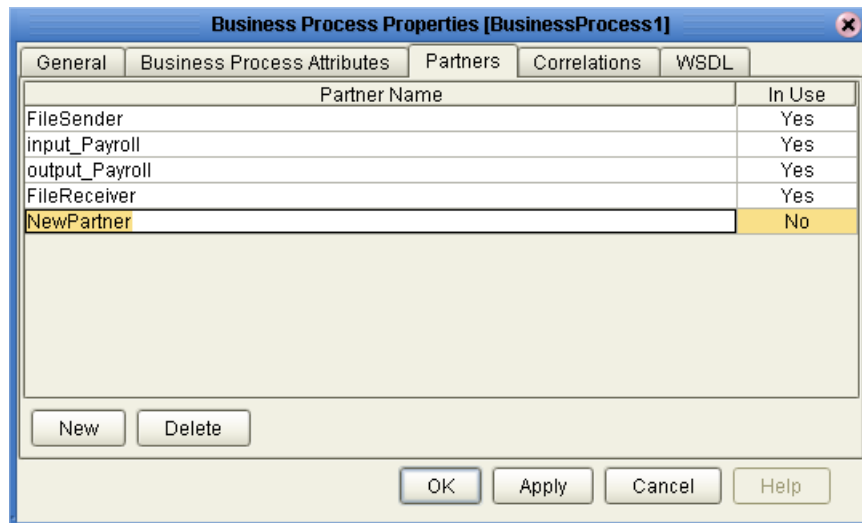 Business Process Properties [BusinessProcess1]
General Business Process Attributes Partners Correlations WSDL
Partner Name In Use
FileSender Yes
input_Payroll Yes
output_Payroll Yes
FileReceiver Yes
NewPartner No
New Delete
OK Apply Cancel Help